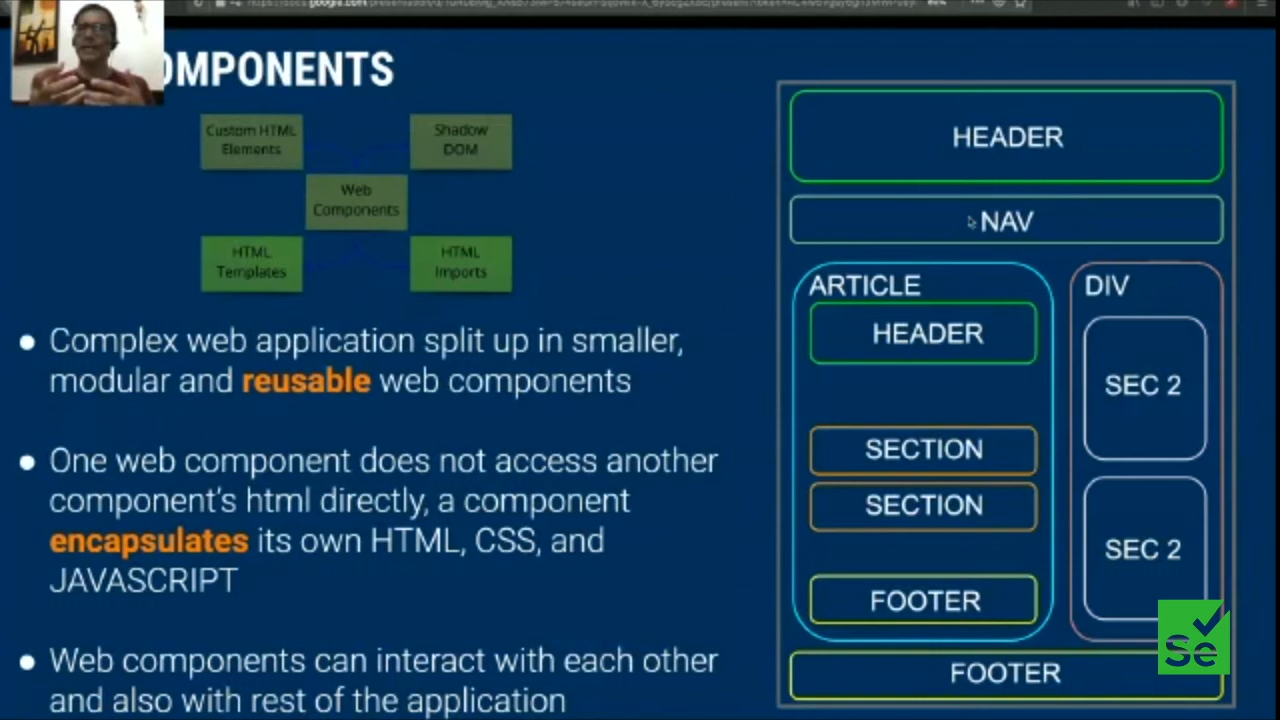 OMPONENTS
Custom HTML
Elements
Shadow
DOM
Web
Components
HTML
Templates
HTML
Imports
● Complex web application split up in smaller,
modular and reusable web components
● One web component does not access another
component's html directly, a component
encapsulates its own HTML, CSS, and
JAVASCRIPT
● Web components can interact with each other
and also with rest of the application
HEADER
NAV
ARTICLE
HEADER
SECTION
SECTION
FOOTER
DIV
SEC 2
SEC 2
FOOTER
Se